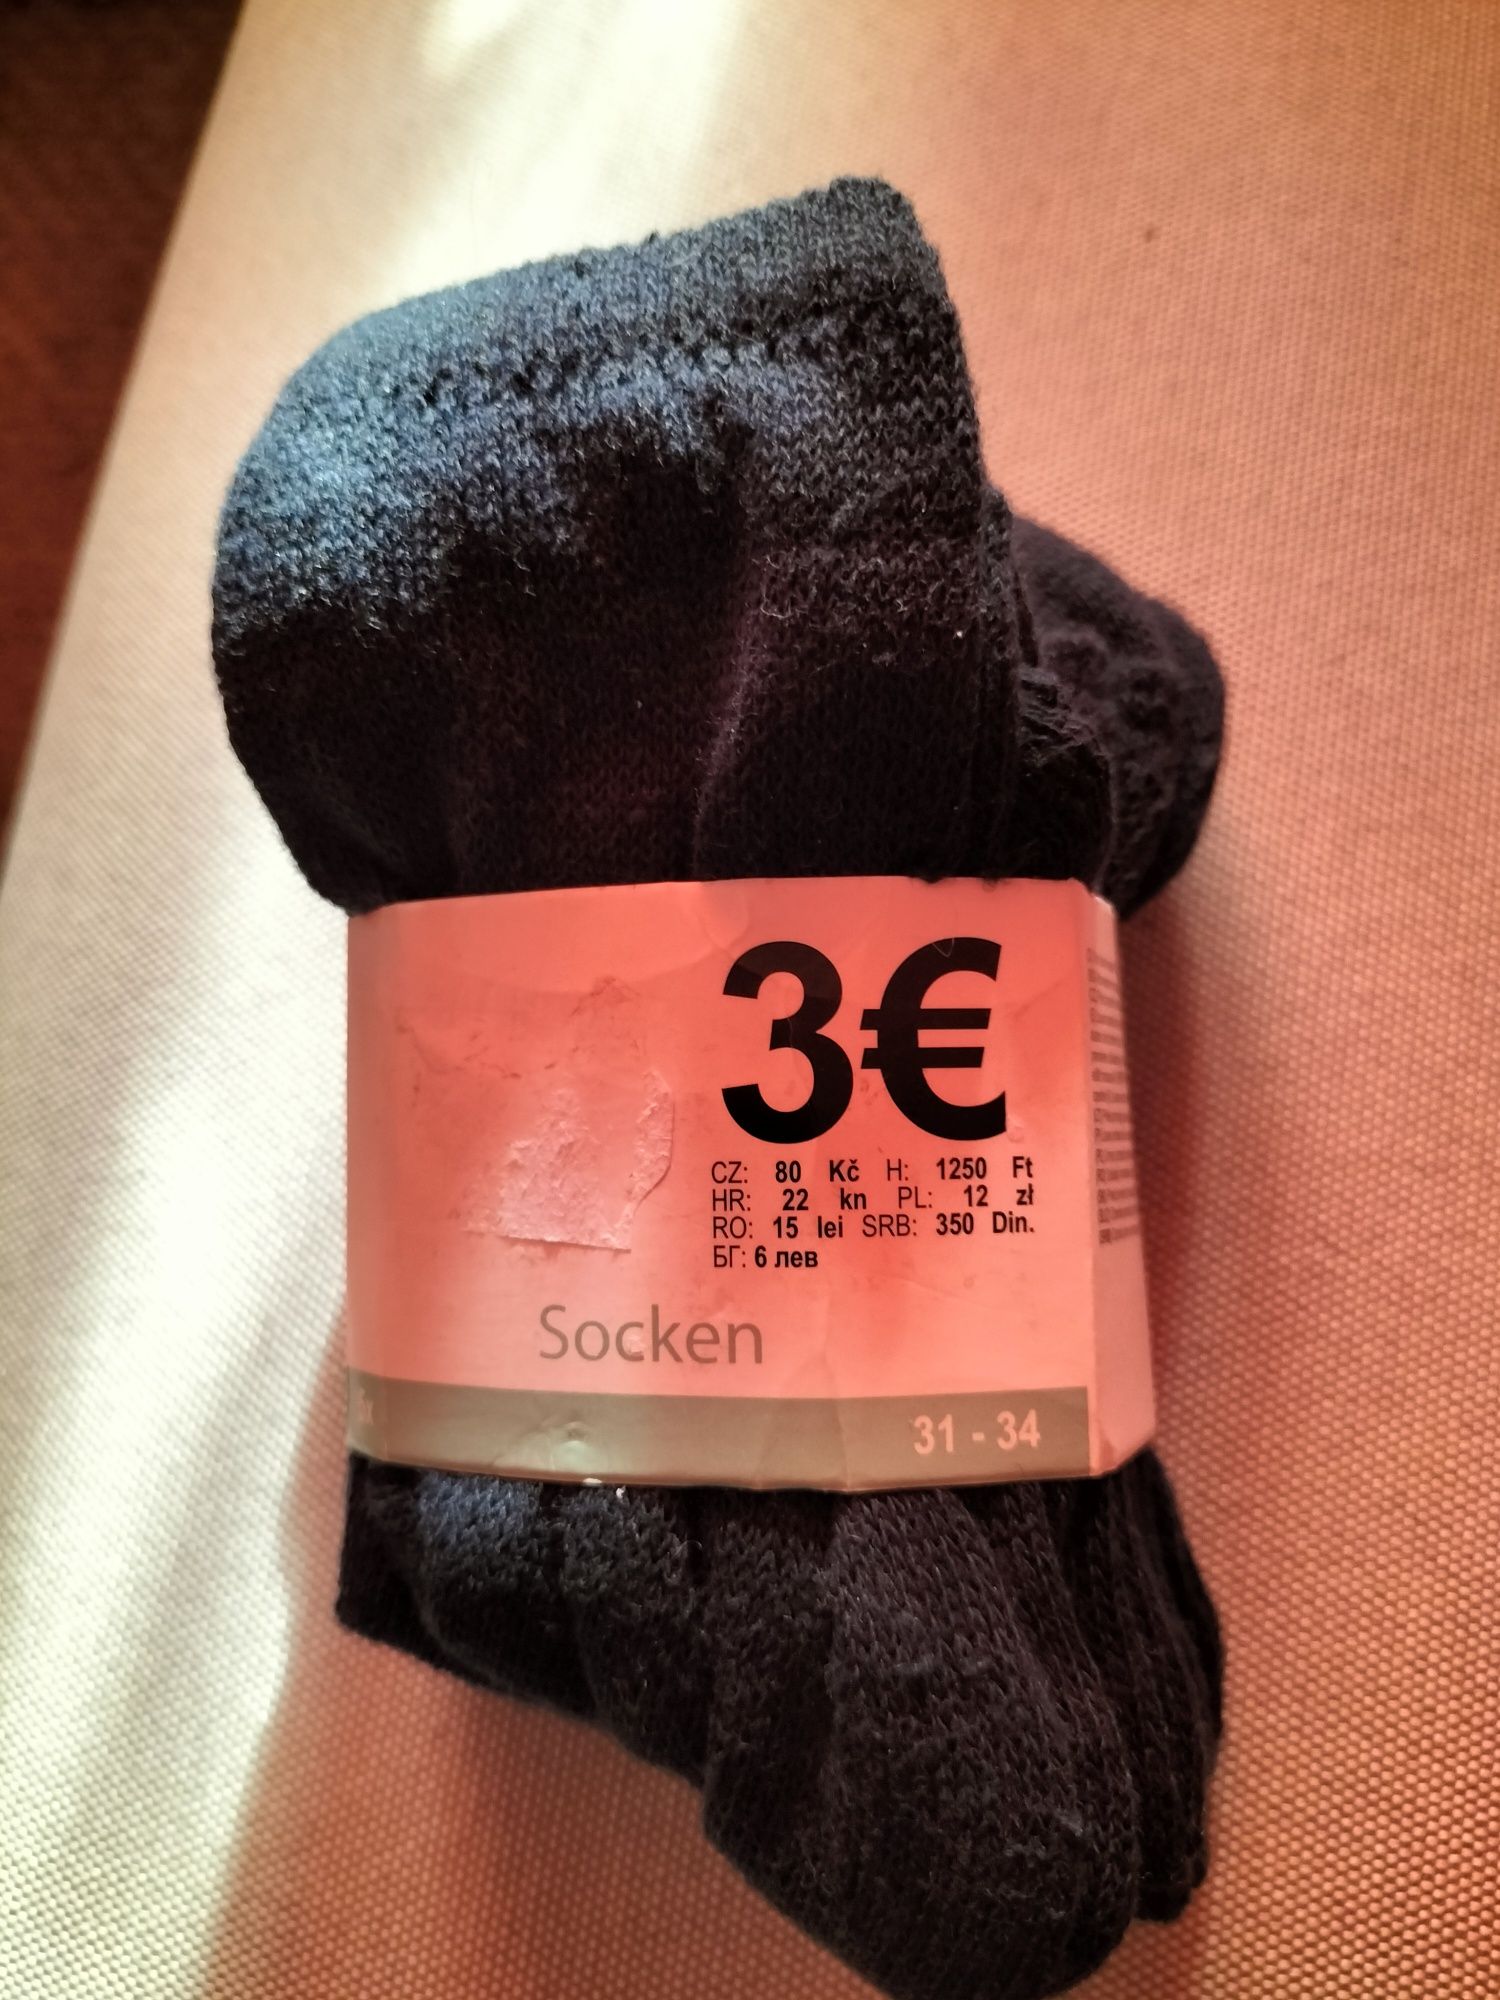 3€
CZ: 80 Kč H: 1250 Ft
HR: 22 kn PL: 12 zł
RO: 15 lei SRB: 350 Din.
БГ: 6 лев
Socken
31 - 34